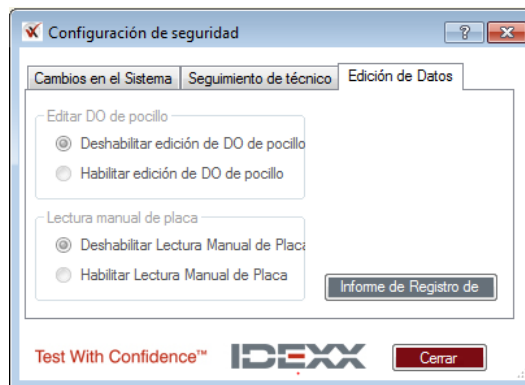 Configuración de seguridad
Cambios en el Sistema Seguimiento de técnico Edición de Datos
Editar DO de pocillo
Deshabilitar edición de DO de pocillo
Habilitar edición de DO de pocillo
Lectura manual de placa
Deshabilitar Lectura Manual de Placa
Habilitar Lectura Manual de Placa
Informe de Registro de
Test With Confidence™ IDEXX Cerrar